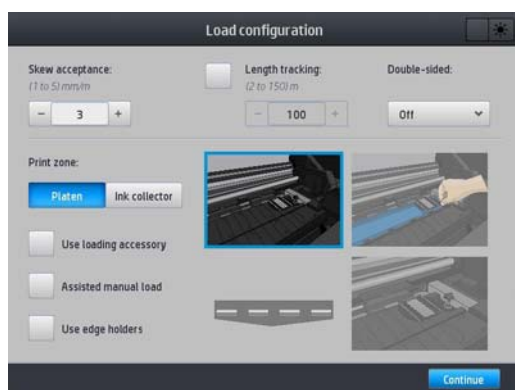 Load configuration
Skew acceptance:
(1 to 5) mm/m
- 3 +
Length tracking:
(2 to 150) m
- 100 +
Double-sided:
Off
Print zone:
Platen
Ink collector
Use loading accessory
Assisted manual load
Use edge holders
Continue